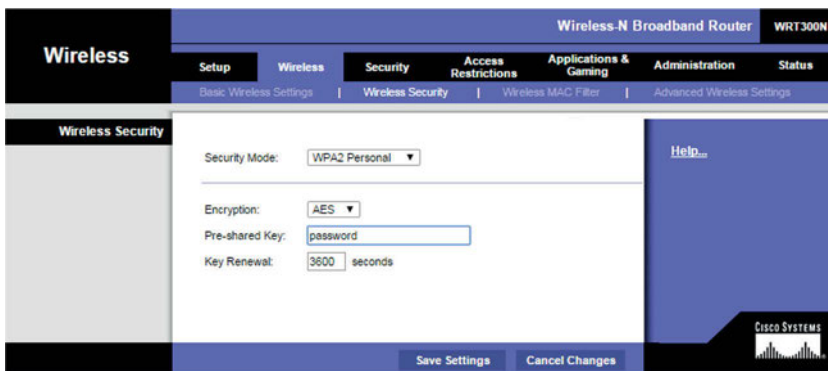 Wireless-N Broadband Router WRT300N
Wireless
Setup Wireless Security Access Restrictions Applications & Gaming Administration Status
Basic Wireless Settings | Wireless Security | Wireless MAC Filter | Advanced Wireless Settings
Wireless Security
Help...
Security Mode: WPA2 Personal
Encryption: AES
Pre-shared Key: password
Key Renewal: 3600 seconds
CISCO SYSTEMS
Save Settings Cancel Changes